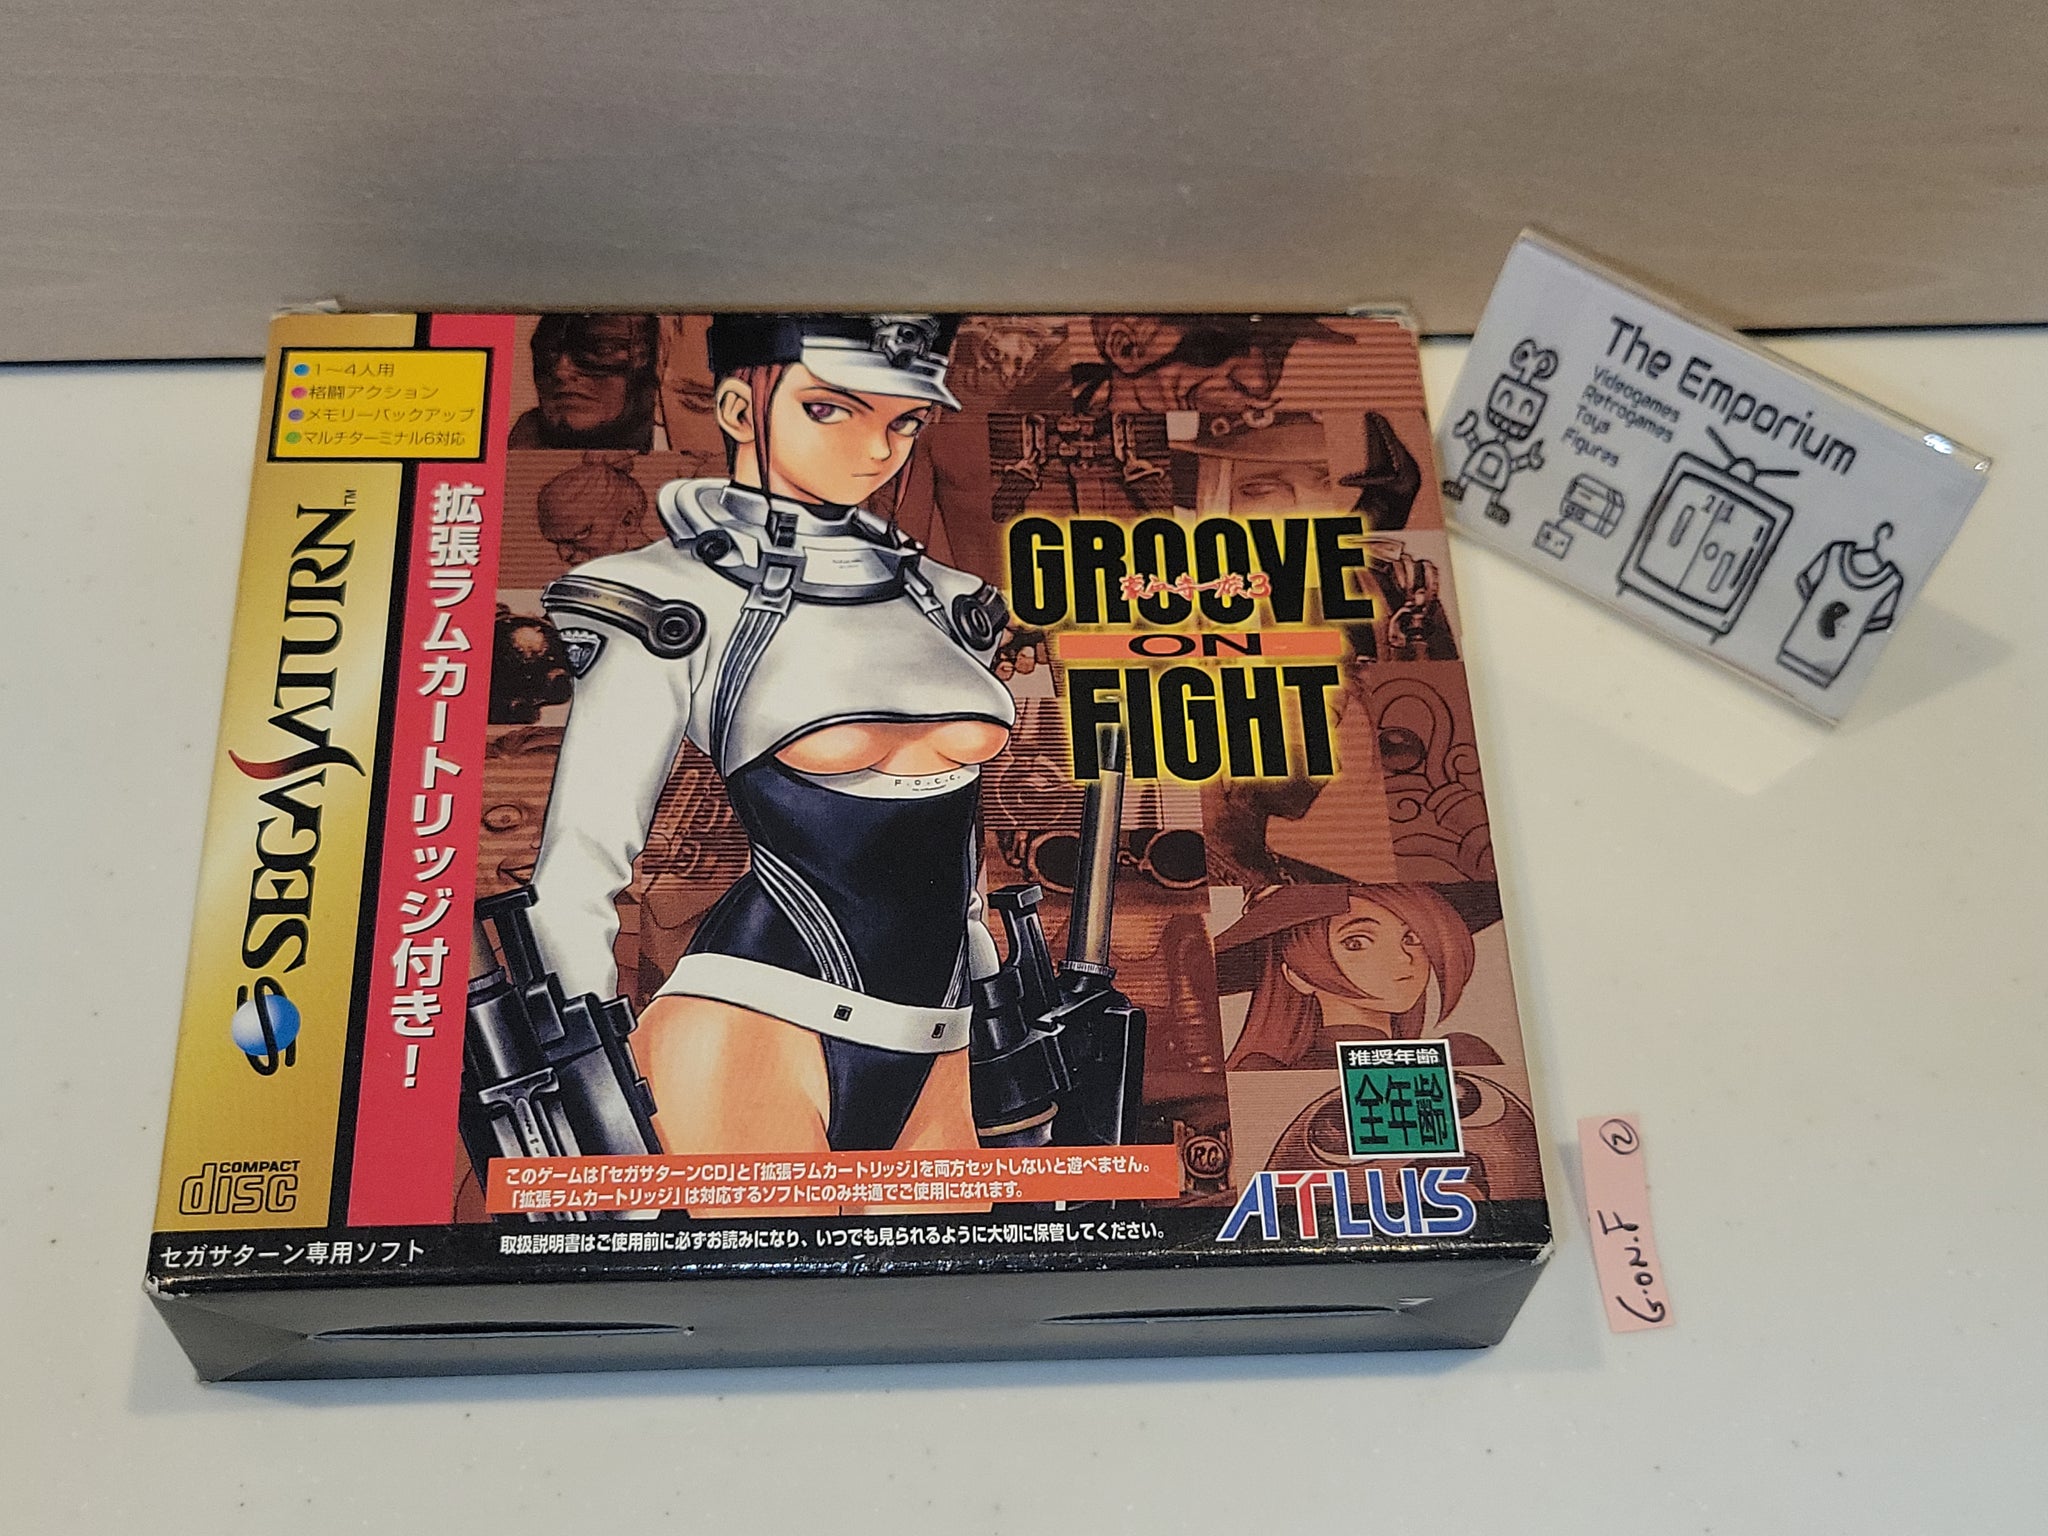 ●1～4人用
●格闘アクション
●メモリーバックアップ
●マルチターミナル6対応
SEGA SATURN™
COMPACT
disc
セガサターン専用ソフト
拡張ラムカートリッジ付き!
GROOVE
豪血寺一族3
ON
FIGHT
F.O.C.C.
推奨年齢
全年齢
RG
このゲームは「セガサターンCD」と「拡張ラムカートリッジ」を両方セットしないと遊べません。
「拡張ラムカートリッジ」は対応するソフトにのみ共通でご使用になれます。
ATLUS
取扱説明書はご使用前に必ずお読みになり、いつでも見られるように大切に保管してください。
The Emporium
Videogames
Retrogames
Toys
Figures
G.ON.F ②